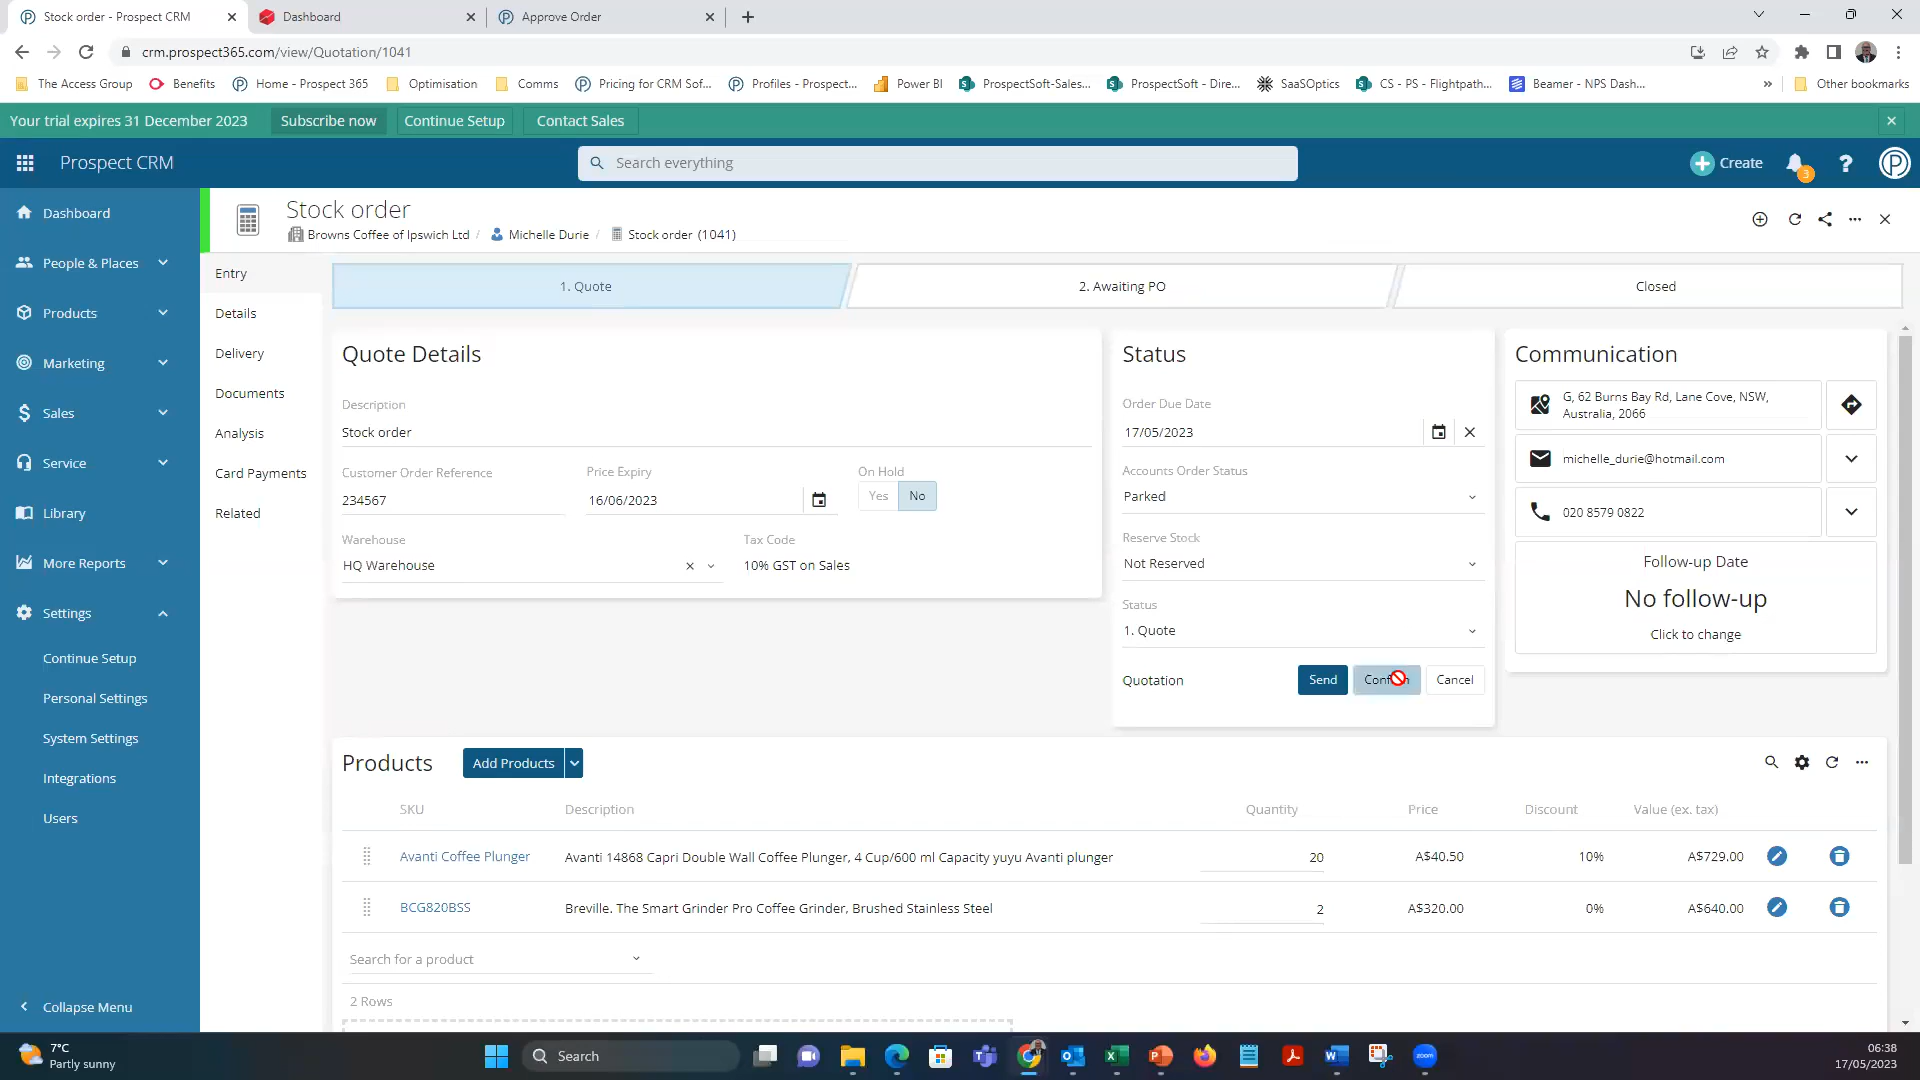 Stock order - Prospect CRM
Dashboard
Approve Order
crm.prospect365.com/view/Quotation/1041
The Access Group
Benefits
Home - Prospect 365
Optimisation
Comms
Pricing for CRM Sof...
Profiles - Prospect...
Power BI
ProspectSoft-Sales...
ProspectSoft - Dire...
SaaSOptics
CS - PS - Flightpath...
Beamer - NPS Dash...
»
Other bookmarks
Your trial expires 31 December 2023
Subscribe now
Continue Setup
Contact Sales
Prospect CRM
Search everything
Create
3
Dashboard
People & Places
Products
Marketing
Sales
Service
Library
More Reports
Settings
Continue Setup
Personal Settings
System Settings
Integrations
Users
Collapse Menu
Stock order
Browns Coffee of Ipswich Ltd / Michelle Durie / Stock order (1041)
Entry
Details
Delivery
Documents
Analysis
Card Payments
Related
1. Quote
2. Awaiting PO
Closed
Quote Details
Description
Stock order
Customer Order Reference
234567
Price Expiry
16/06/2023
On Hold
Yes No
Warehouse
HQ Warehouse
Tax Code
10% GST on Sales
Status
Order Due Date
17/05/2023
Accounts Order Status
Parked
Reserve Stock
Not Reserved
Status
1. Quote
Quotation
Send
Cancel
Communication
G, 62 Burns Bay Rd, Lane Cove, NSW,
Australia, 2066
michelle_durie@hotmail.com
020 8579 0822
Follow-up Date
No follow-up
Click to change
Products
Add Products
SKU Description Quantity Price Discount Value (ex. tax)
Avanti Coffee Plunger Avanti 14868 Capri Double Wall Coffee Plunger, 4 Cup/600 ml Capacity yuyu Avanti plunger 20 A$40.50 10% A$729.00
BCG820BSS Breville. The Smart Grinder Pro Coffee Grinder, Brushed Stainless Steel 2 A$320.00 0% A$640.00
Search for a product
2 Rows
7°C
Partly sunny
Search
zoom
06:38
17/05/2023